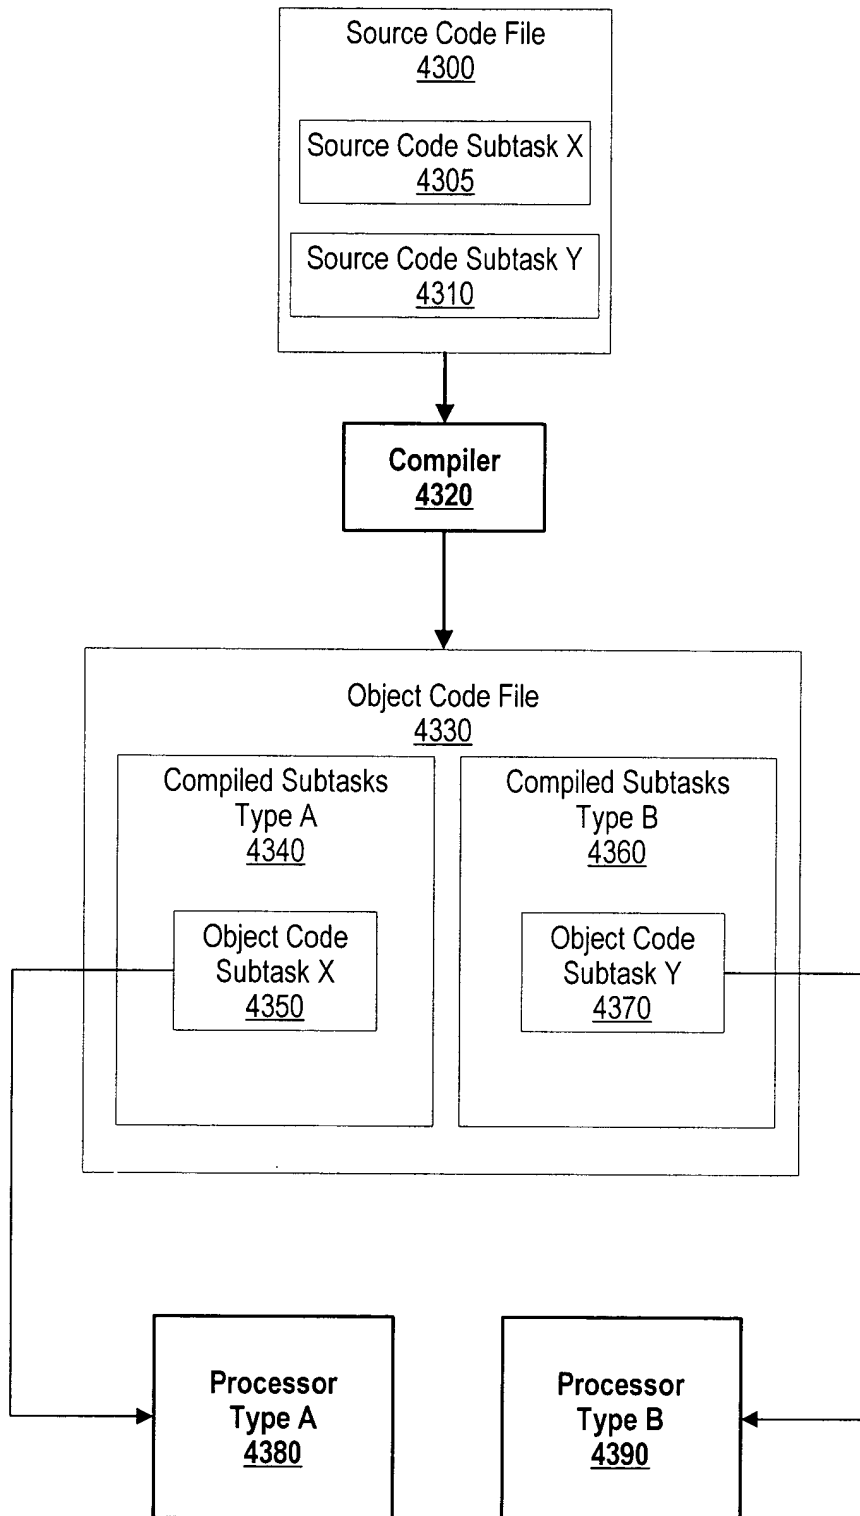 Source Code File
4300
Source Code Subtask X
4305
Source Code Subtask Y
4310
Compiler
4320
Object Code File
4330
Compiled Subtasks
Type A
4340
Object Code
Subtask X
4350
Compiled Subtasks
Type B
4360
Object Code
Subtask Y
4370
Processor
Type A
4380
Processor
Type B
4390